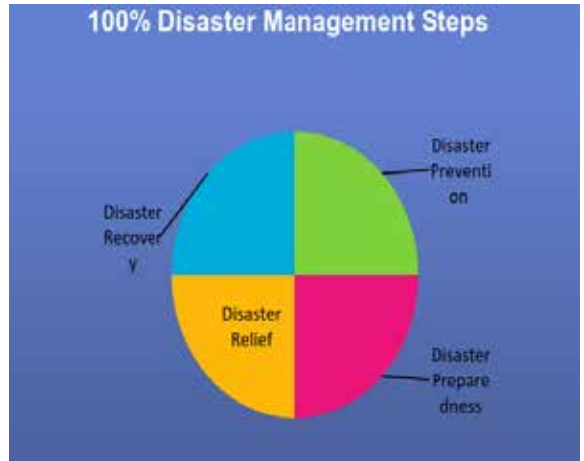 100% Disaster Management Steps
Disaster
Preventi
on
Disaster
Recover
y
Disaster
Relief
Disaster
Prepare
dness